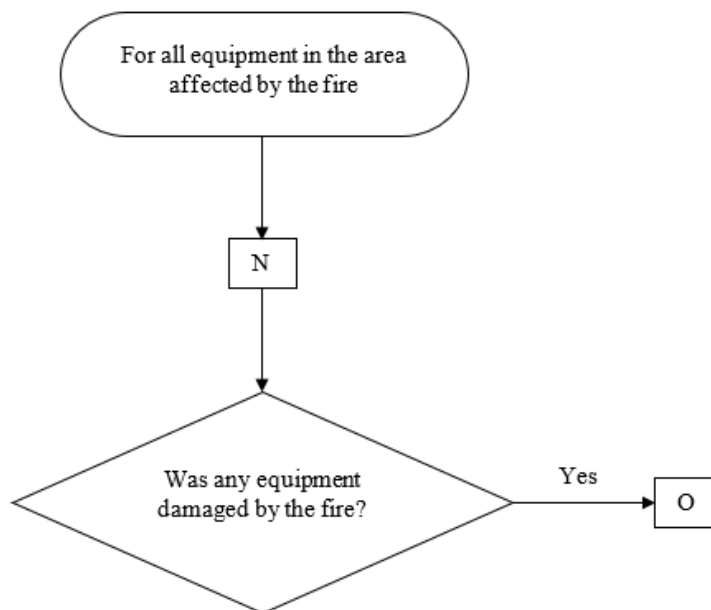 For all equipment in the area
affected by the fire
N
Was any equipment
damaged by the fire?
Yes
O